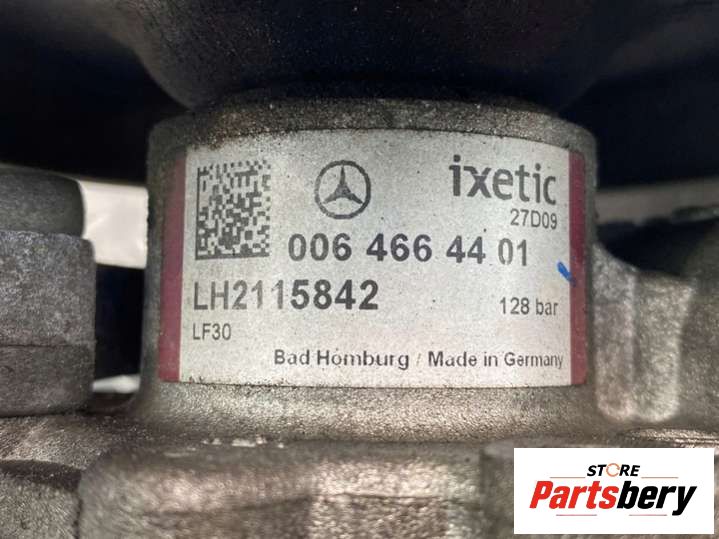 ixetic
27D09
006 466 44 01
LH2115842
128 bar
LF30
Bad Homburg / Made in Germany
STORE
Partsbery